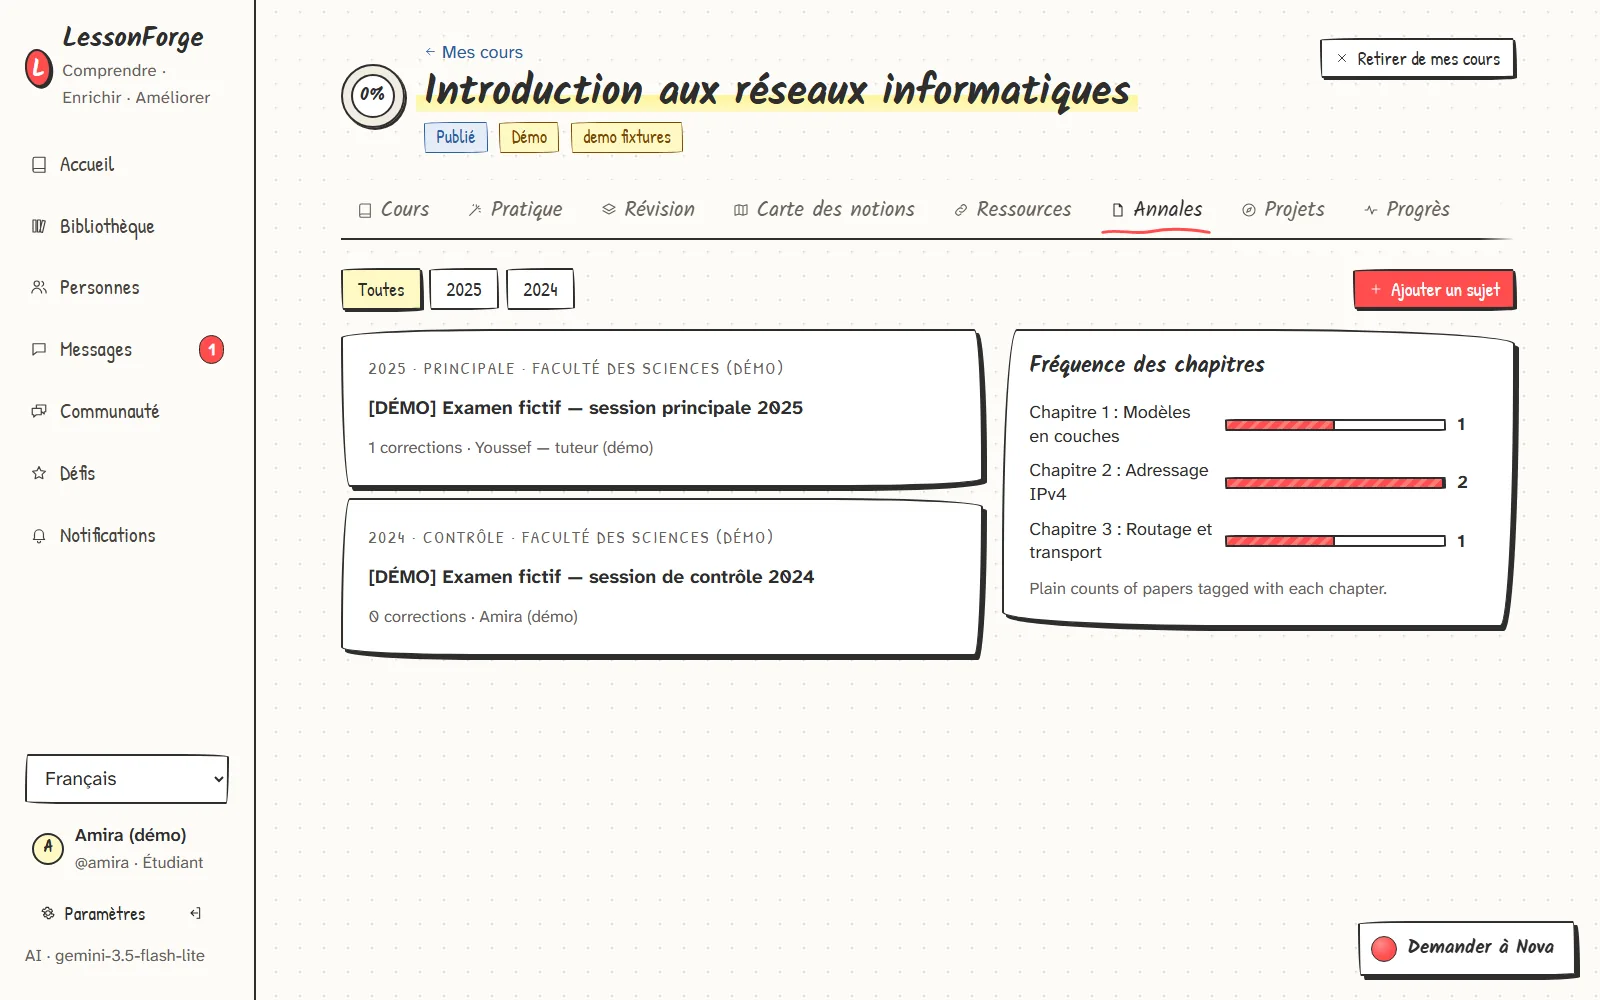 LessonForge
L
Comprendre ·
Enrichir · Améliorer
Accueil
Bibliothèque
Personnes
Messages
1
Communauté
Défis
Notifications
Français
A
Amira (démo)
@amira · Étudiant
Paramètres
AI · gemini-3.5-flash-lite
← Mes cours
0%
Introduction aux réseaux informatiques
Publié Démo demo fixtures
× Retirer de mes cours
Cours Pratique Révision Carte des notions Ressources Annales Projets Progrès
Toutes 2025 2024
+ Ajouter un sujet
2025 · PRINCIPALE · FACULTÉ DES SCIENCES (DÉMO)
[DÉMO] Examen fictif — session principale 2025
1 corrections · Youssef — tuteur (démo)
2024 · CONTRÔLE · FACULTÉ DES SCIENCES (DÉMO)
[DÉMO] Examen fictif — session de contrôle 2024
0 corrections · Amira (démo)
Fréquence des chapitres
Chapitre 1 : Modèles
en couches
1
Chapitre 2 : Adressage
IPv4
2
Chapitre 3 : Routage et
transport
1
Plain counts of papers tagged with each chapter.
Demander à Nova